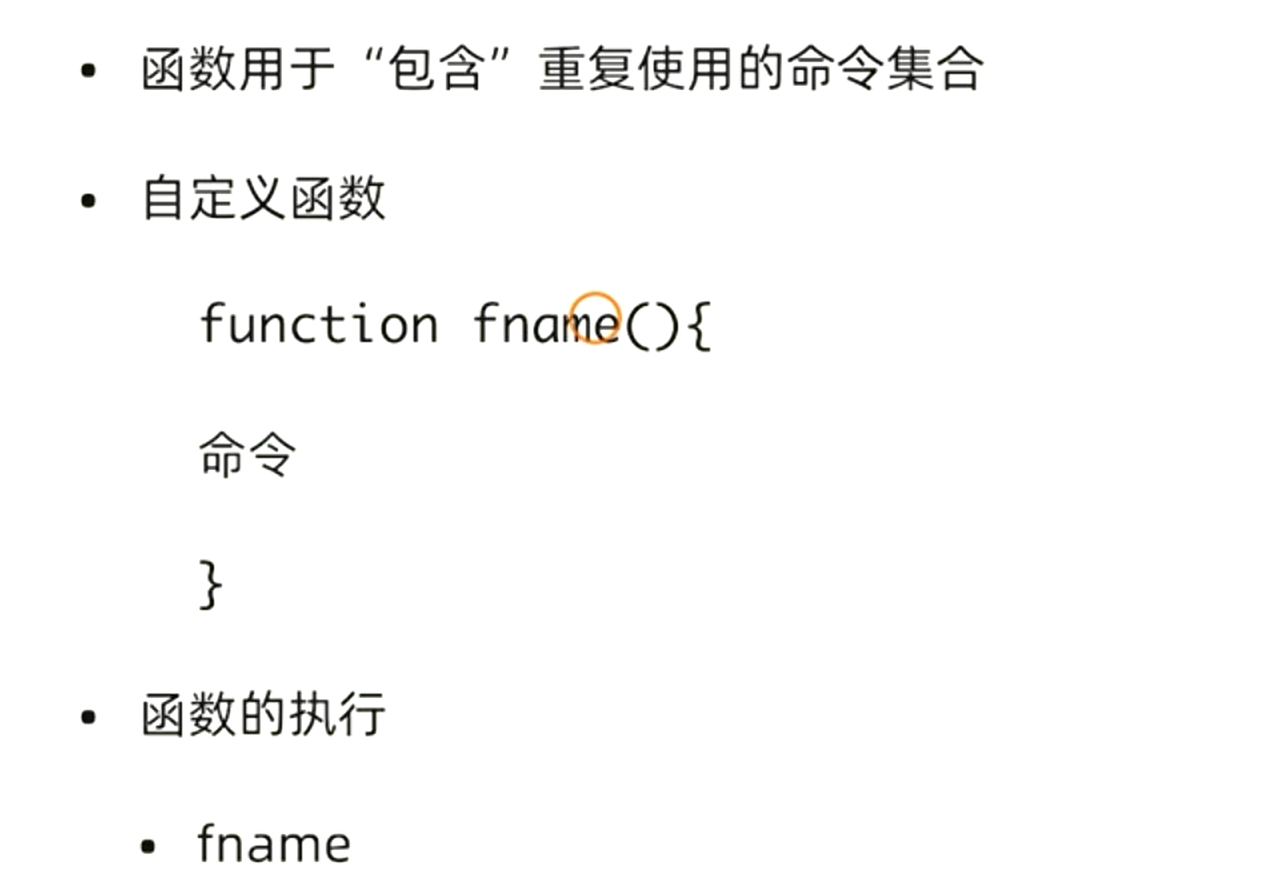 • 函数用于“包含”重复使用的命令集合
• 自定义函数
function fname(){
命令
}
• 函数的执行
• fname